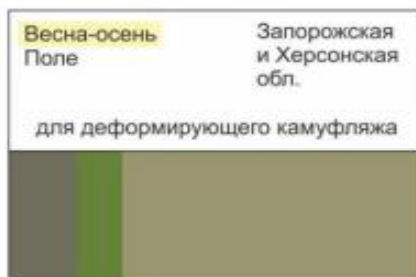 Весна-осень
Поле
Запорожская
и Херсонская
обл.
для деформирующего камуфляжа